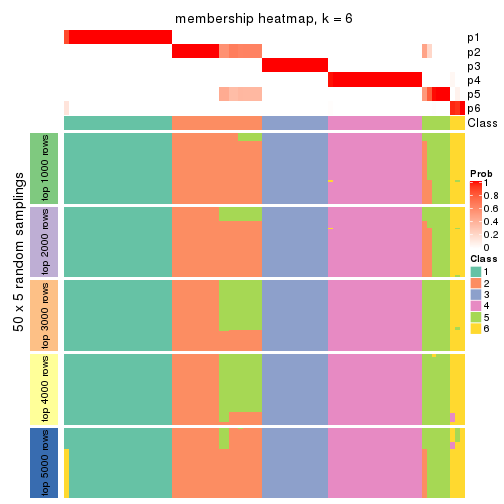 membership heatmap, k = 6
p1
p2
p3
p4
p5
p6
Class
50 x 5 random samplings
top 1000 rows
top 2000 rows
top 3000 rows
top 4000 rows
top 5000 rows
Prob
1
0.8
0.6
0.4
0.2
0
Class
1
2
3
4
5
6